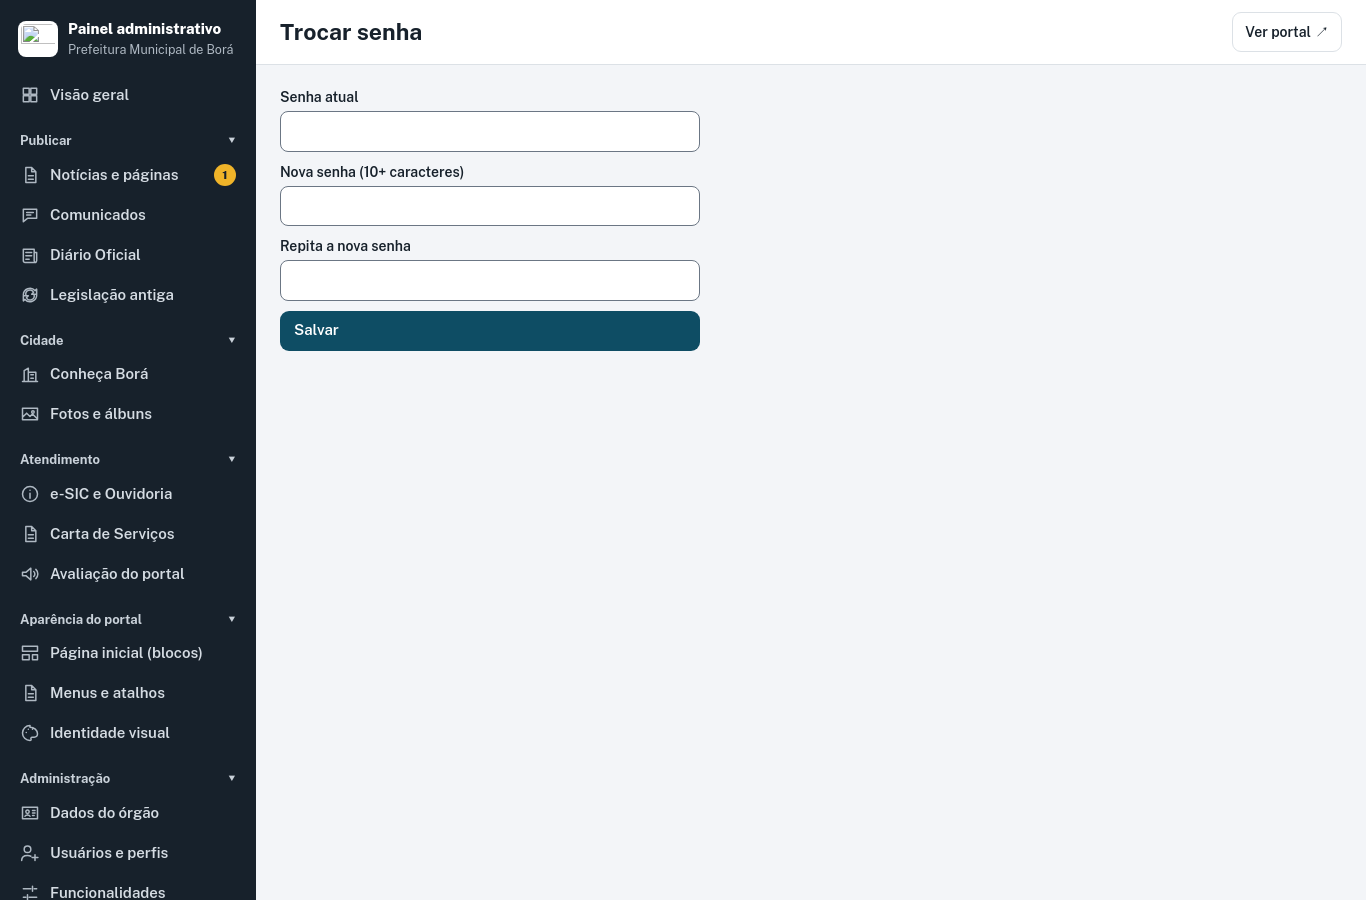 Painel administrativo
Prefeitura Municipal de Borá
Visão geral
Publicar ▼
Notícias e páginas 1
Comunicados
Diário Oficial
Legislação antiga
Cidade ▼
Conheça Borá
Fotos e álbuns
Atendimento ▼
e-SIC e Ouvidoria
Carta de Serviços
Avaliação do portal
Aparência do portal ▼
Página inicial (blocos)
Menus e atalhos
Identidade visual
Administração ▼
Dados do órgão
Usuários e perfis
Funcionalidades
Trocar senha
Ver portal ↗
Senha atual
Nova senha (10+ caracteres)
Repita a nova senha
Salvar